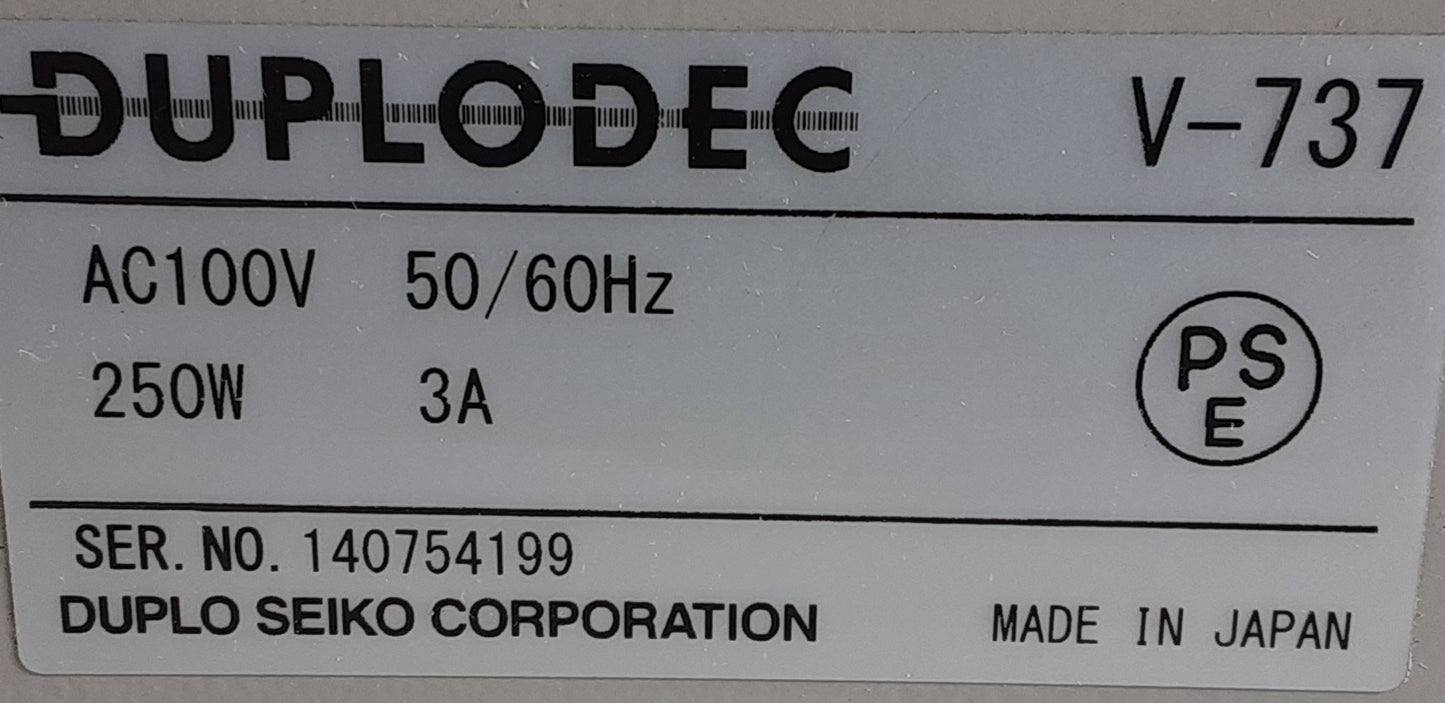 DUPLODEC V-737
AC100V 50/60Hz
250W 3A
PS
E
SER. NO. 140754199
DUPLO SEIKO CORPORATION MADE IN JAPAN